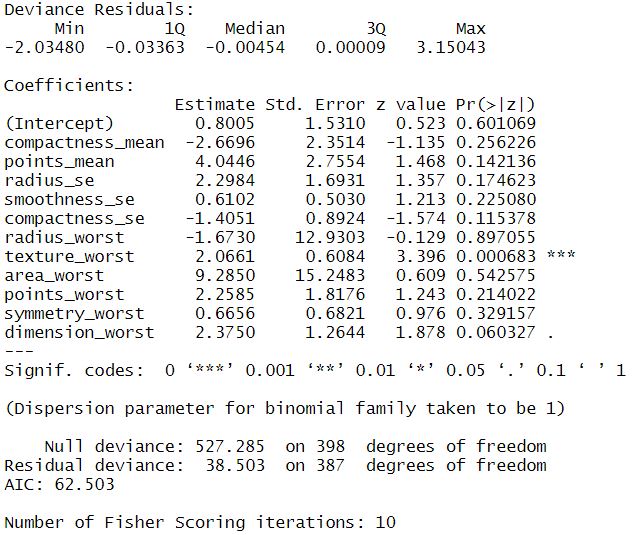 Deviance Residuals:
     Min        1Q    Median        3Q       Max
-2.03480  -0.03363  -0.00454   0.00009   3.15043

Coefficients:
                 Estimate Std. Error z value Pr(>|z|)
(Intercept)        0.8005     1.5310   0.523 0.601069
compactness_mean  -2.6696     2.3514  -1.135 0.256226
points_mean        4.0446     2.7554   1.468 0.142136
radius_se          2.2984     1.6931   1.357 0.174623
smoothness_se      0.6102     0.5030   1.213 0.225080
compactness_se    -1.4051     0.8924  -1.574 0.115378
radius_worst      -1.6730    12.9303  -0.129 0.897055
texture_worst      2.0661     0.6084   3.396 0.000683 ***
area_worst         9.2850    15.2483   0.609 0.542575
points_worst       2.2585     1.8176   1.243 0.214022
symmetry_worst     0.6656     0.6821   0.976 0.329157
dimension_worst    2.3750     1.2644   1.878 0.060327 .
---
Signif. codes:  0 ‘***’ 0.001 ‘**’ 0.01 ‘*’ 0.05 ‘.’ 0.1 ‘ ’ 1

(Dispersion parameter for binomial family taken to be 1)

    Null deviance: 527.285  on 398  degrees of freedom
Residual deviance:  38.503  on 387  degrees of freedom
AIC: 62.503

Number of Fisher Scoring iterations: 10